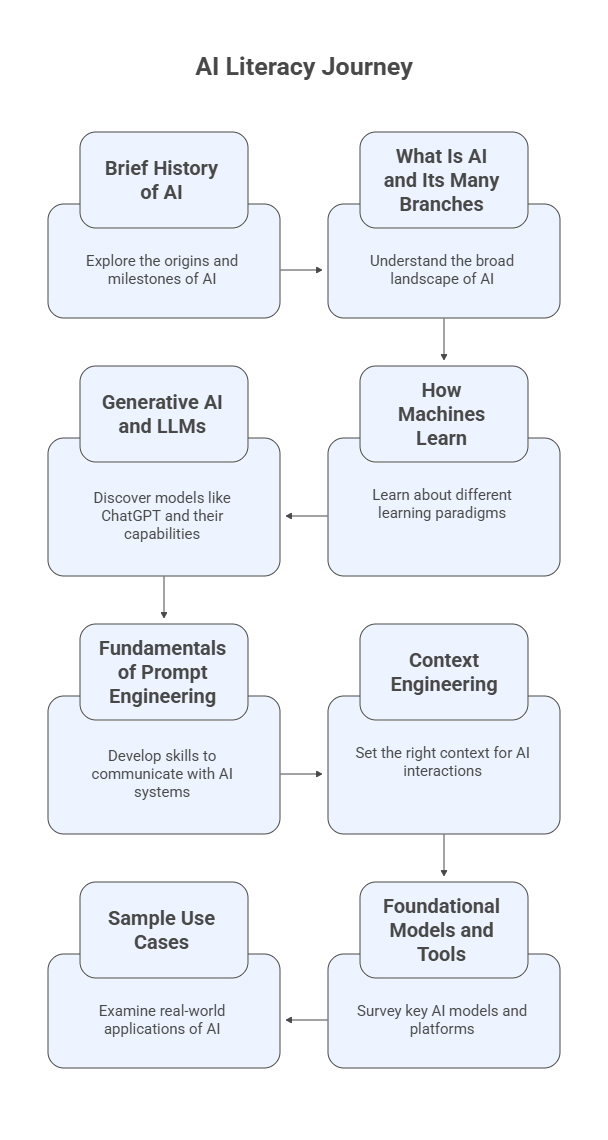 AI Literacy Journey
Brief History
of AI
Explore the origins and
milestones of AI
What Is AI
and Its Many
Branches
Understand the broad
landscape of AI
How
Machines
Learn
Learn about different
learning paradigms
Generative AI
and LLMs
Discover models like
ChatGPT and their
capabilities
Fundamentals
of Prompt
Engineering
Develop skills to
communicate with AI
systems
Context
Engineering
Set the right context for AI
interactions
Foundational
Models and
Tools
Survey key AI models and
platforms
Sample Use
Cases
Examine real-world
applications of AI